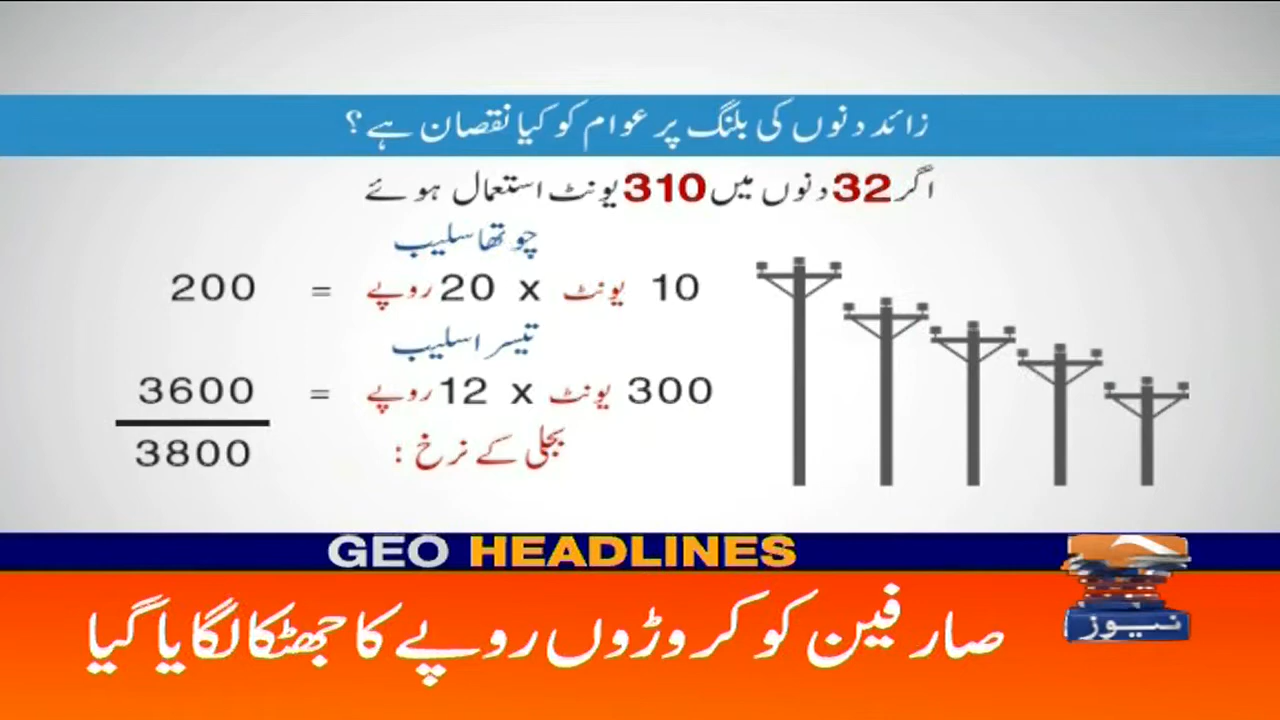 زائد دنوں کی بلنگ پر عوام کو کیا نقصان ہے؟
اگر 32 دنوں میں 310 یونٹ استعمال ہوئے
چوتھا سلیب
10 یونٹ x 20 روپے = 200
تیسرا سلیب
300 یونٹ x 12 روپے = 3600
بجلی کے نرخ : 3800
GEO HEADLINES
صارفین کو کروڑوں روپے کا جھٹکا لگایا گیا
نیوز